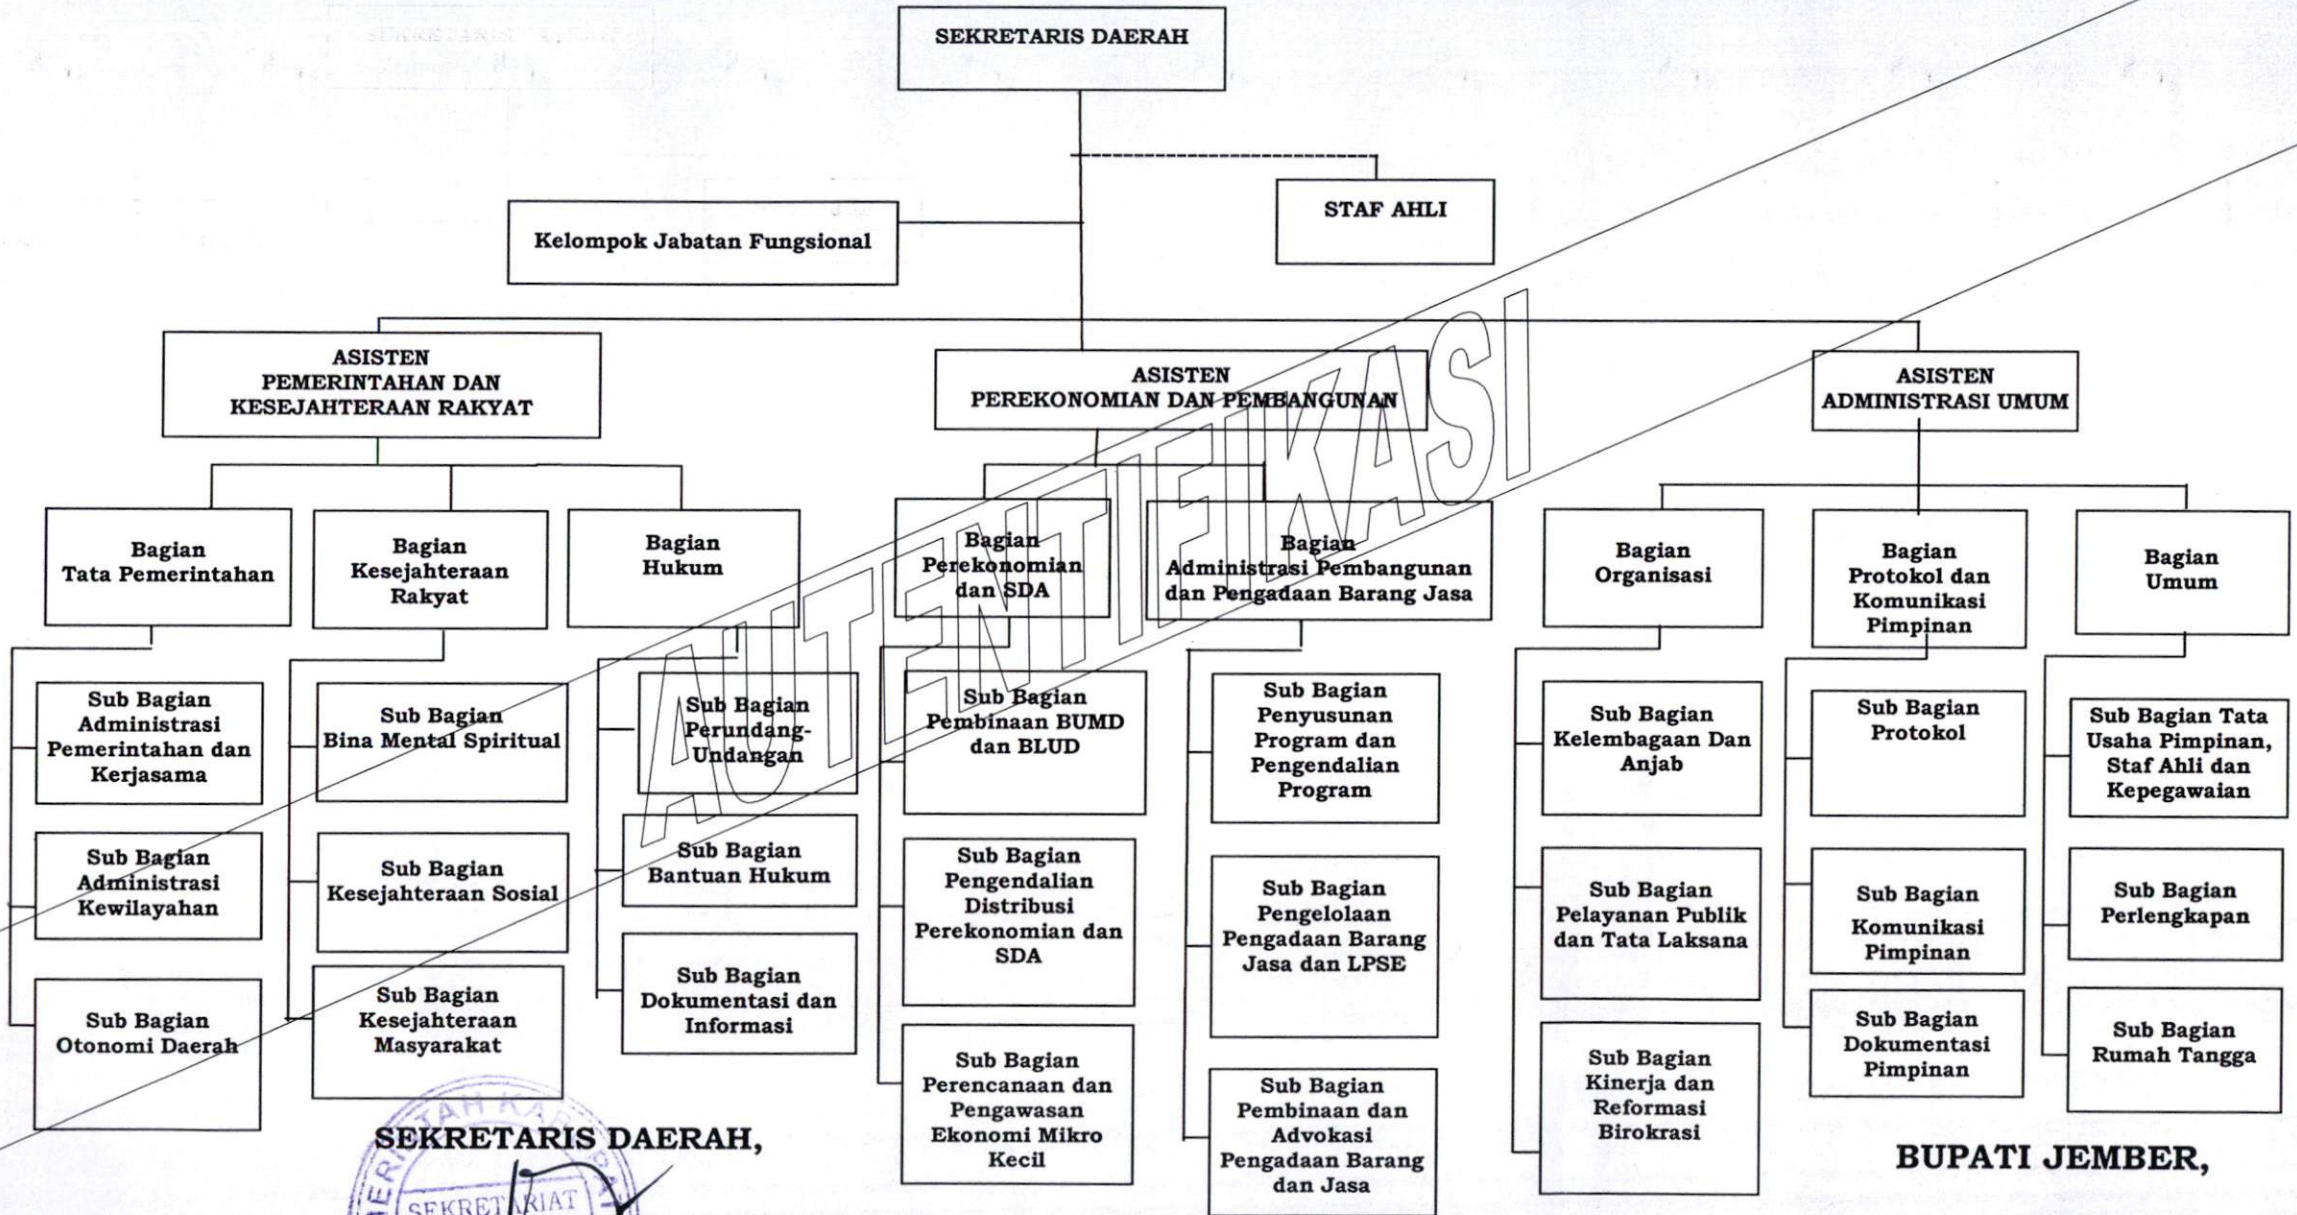 SEKRETARIS DAERAH
STAF AHLI
Kelompok Jabatan Fungsional
ASISTEN
PEMERINTAHAN DAN
KESEJAHTERAAN RAKYAT
ASISTEN
PEREKONOMIAN DAN PEMBANGUNAN
ASISTEN
ADMINISTRASI UMUM
Bagian
Tata Pemerintahan
Bagian
Kesejahteraan
Rakyat
Bagian
Hukum
Bagian
Perekonomian
dan SDA
Bagian
Administrasi Pembangunan
dan Pengadaan Barang Jasa
Bagian
Organisasi
Bagian
Protokol dan
Komunikasi
Pimpinan
Bagian
Umum
Sub Bagian
Administrasi
Pemerintahan dan
Kerjasama
Sub Bagian
Bina Mental Spiritual
Sub Bagian
Perundang-
Undangan
Sub Bagian
Pembinaan BUMD
dan BLUD
Sub Bagian
Penyusunan
Program dan
Pengendalian
Program
Sub Bagian
Kelembagaan Dan
Anjab
Sub Bagian
Protokol
Sub Bagian Tata
Usaha Pimpinan,
Staf Ahli dan
Kepegawaian
Sub Bagian
Administrasi
Kewilayahan
Sub Bagian
Kesejahteraan Sosial
Sub Bagian
Bantuan Hukum
Sub Bagian
Pengendalian
Distribusi
Perekonomian dan
SDA
Sub Bagian
Pengelolaan
Pengadaan Barang
Jasa dan LPSE
Sub Bagian
Pelayanan Publik
dan Tata Laksana
Sub Bagian
Komunikasi
Pimpinan
Sub Bagian
Perlengkapan
Sub Bagian
Otonomi Daerah
Sub Bagian
Kesejahteraan
Masyarakat
Sub Bagian
Dokumentasi dan
Informasi
Sub Bagian
Perencanaan dan
Pengawasan
Ekonomi Mikro
Kecil
Sub Bagian
Pembinaan dan
Advokasi
Pengadaan Barang
dan Jasa
Sub Bagian
Kinerja dan
Reformasi
Birokrasi
Sub Bagian
Dokumentasi
Pimpinan
Sub Bagian
Rumah Tangga
AUTENTIFIKASI
SEKRETARIS DAERAH,
BUPATI JEMBER,
SEKRETARIAT